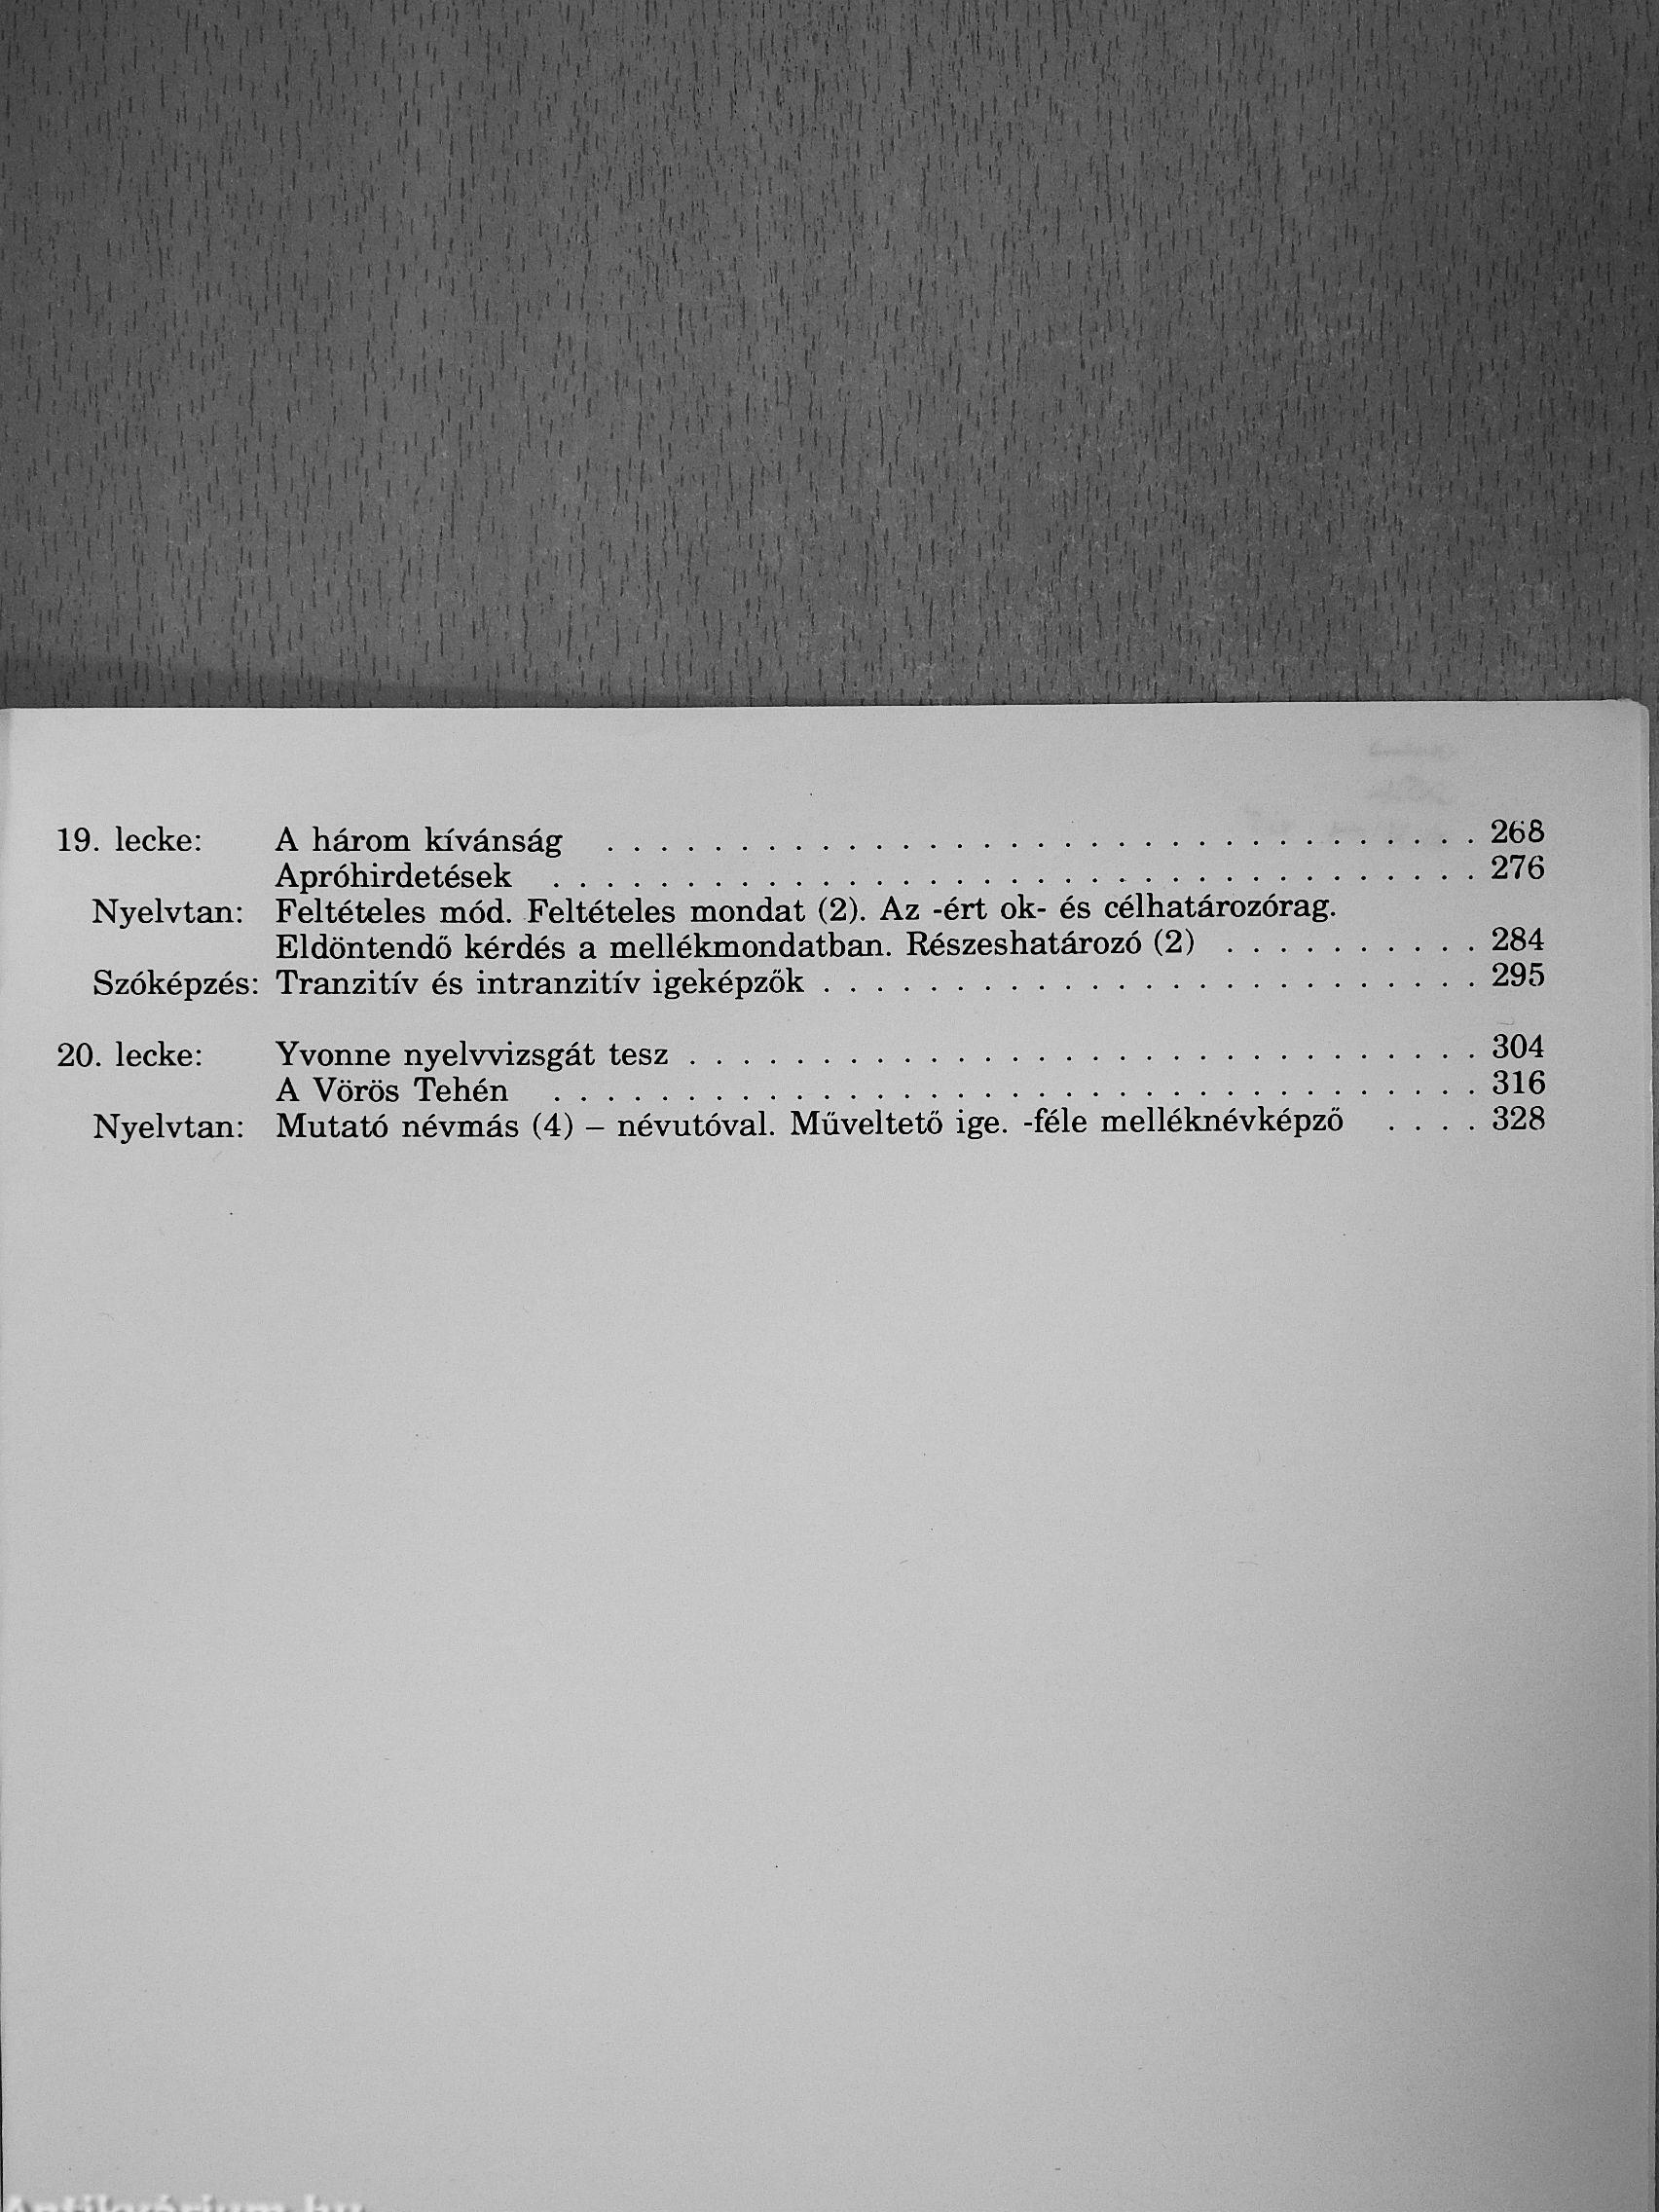 19. lecke: A három kívánság . . . . . . . . . . . . . . . . . . . . . . . . . . . . . . . . . 268
Apróhirdetések . . . . . . . . . . . . . . . . . . . . . . . . . . . . . . . . . . . 276
Nyelvtan: Feltételes mód. Feltételes mondat (2). Az -ért ok- és célhatározórag.
Eldöntendő kérdés a mellékmondatban. Részeshatározó (2) . . . . . . . . . . 284
Szóképzés: Tranzitív és intranzitív igeképzők . . . . . . . . . . . . . . . . . . . . . . . . . 295
20. lecke: Yvonne nyelvvizsgát tesz . . . . . . . . . . . . . . . . . . . . . . . . . . . . . . 304
A Vörös Tehén . . . . . . . . . . . . . . . . . . . . . . . . . . . . . . . . . . . 316
Nyelvtan: Mutató névmás (4) – névutóval. Műveltető ige. -féle melléknévképző . . . . 328
Antikvárium.hu